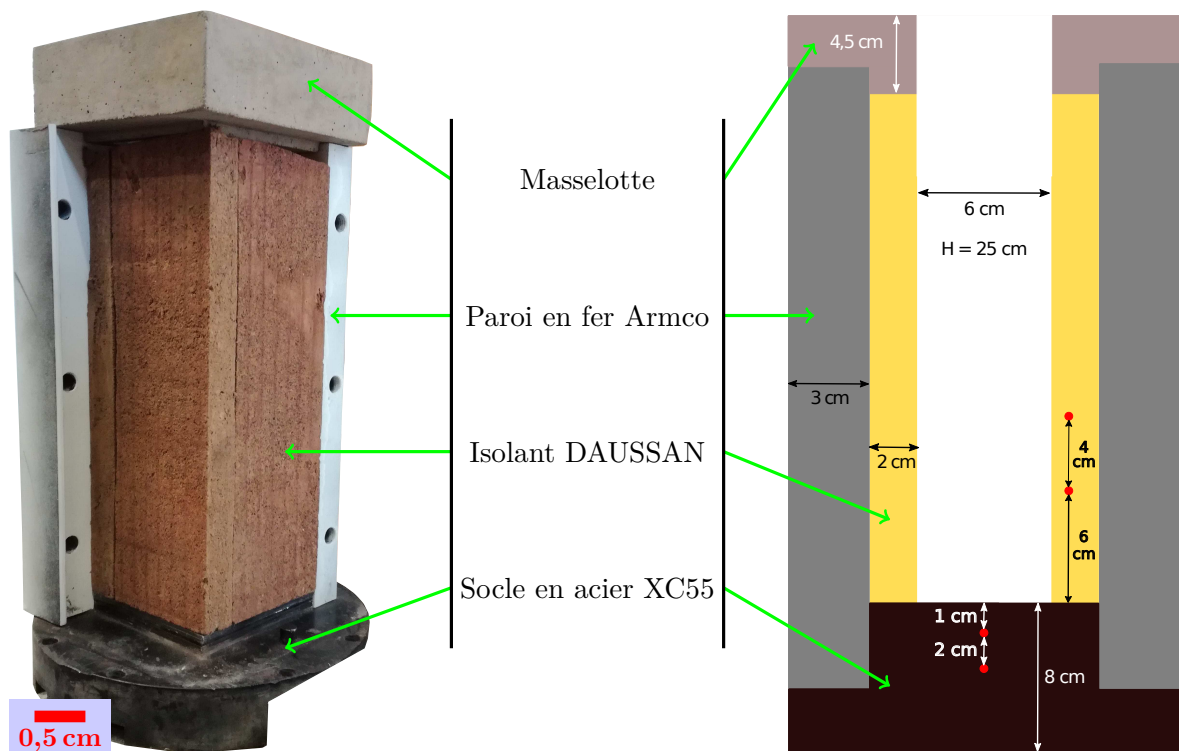 4,5 cm
Masselotte
6 cm
H = 25 cm
Paroi en fer Armco
3 cm
4
cm
Isolant DAUSSAN
2 cm
6
cm
Socle en acier XC55
1 cm
2 cm
8 cm
0,5 cm